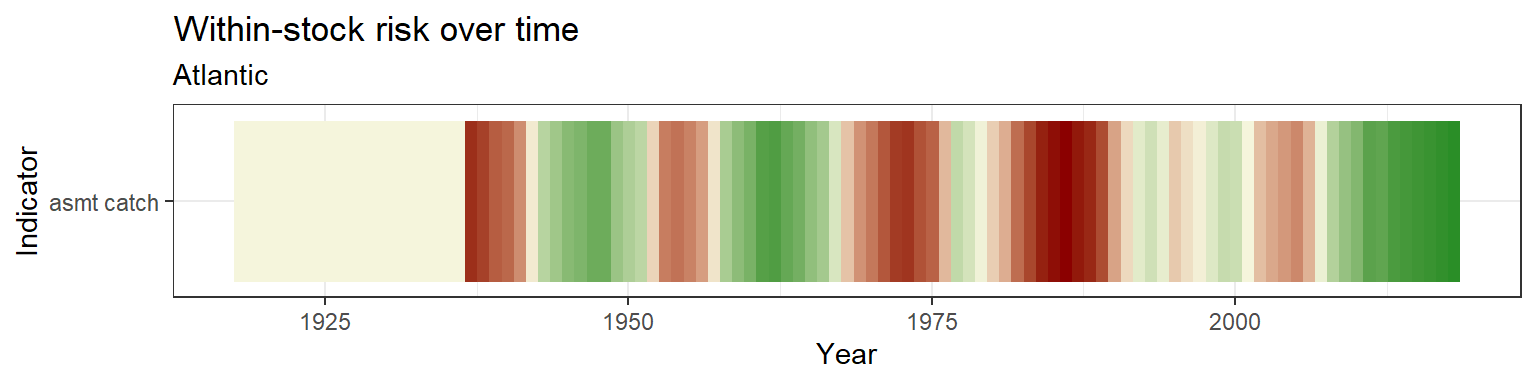 Within-stock risk over time
Atlantic
Indicator
asmt catch
1925 1950 1975 2000
Year